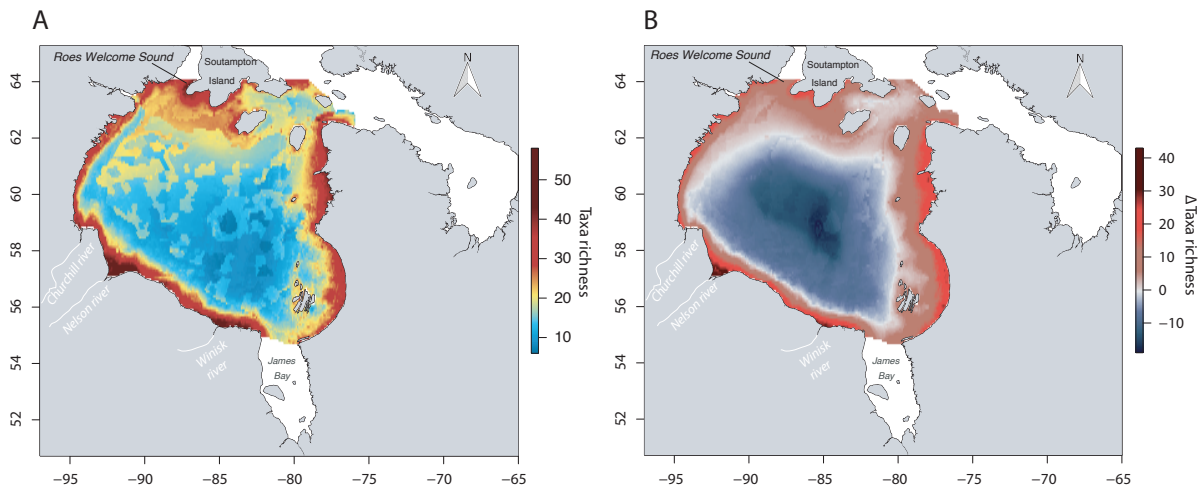 A
Roes Welcome Sound
Soutampton
Island
N
64
62
60
58
56
54
52
Churchill river
Nelson river
Winisk
river
James
Bay
−95
−90
−85
−80
−75
−70
−65
50
40
30
20
10
Taxa richness
B
Roes Welcome Sound
Soutampton
Island
N
64
62
60
58
56
54
52
Churchill river
Nelson river
Winisk
river
James
Bay
−95
−90
−85
−80
−75
−70
−65
40
30
20
10
0
−10
Δ Taxa richness